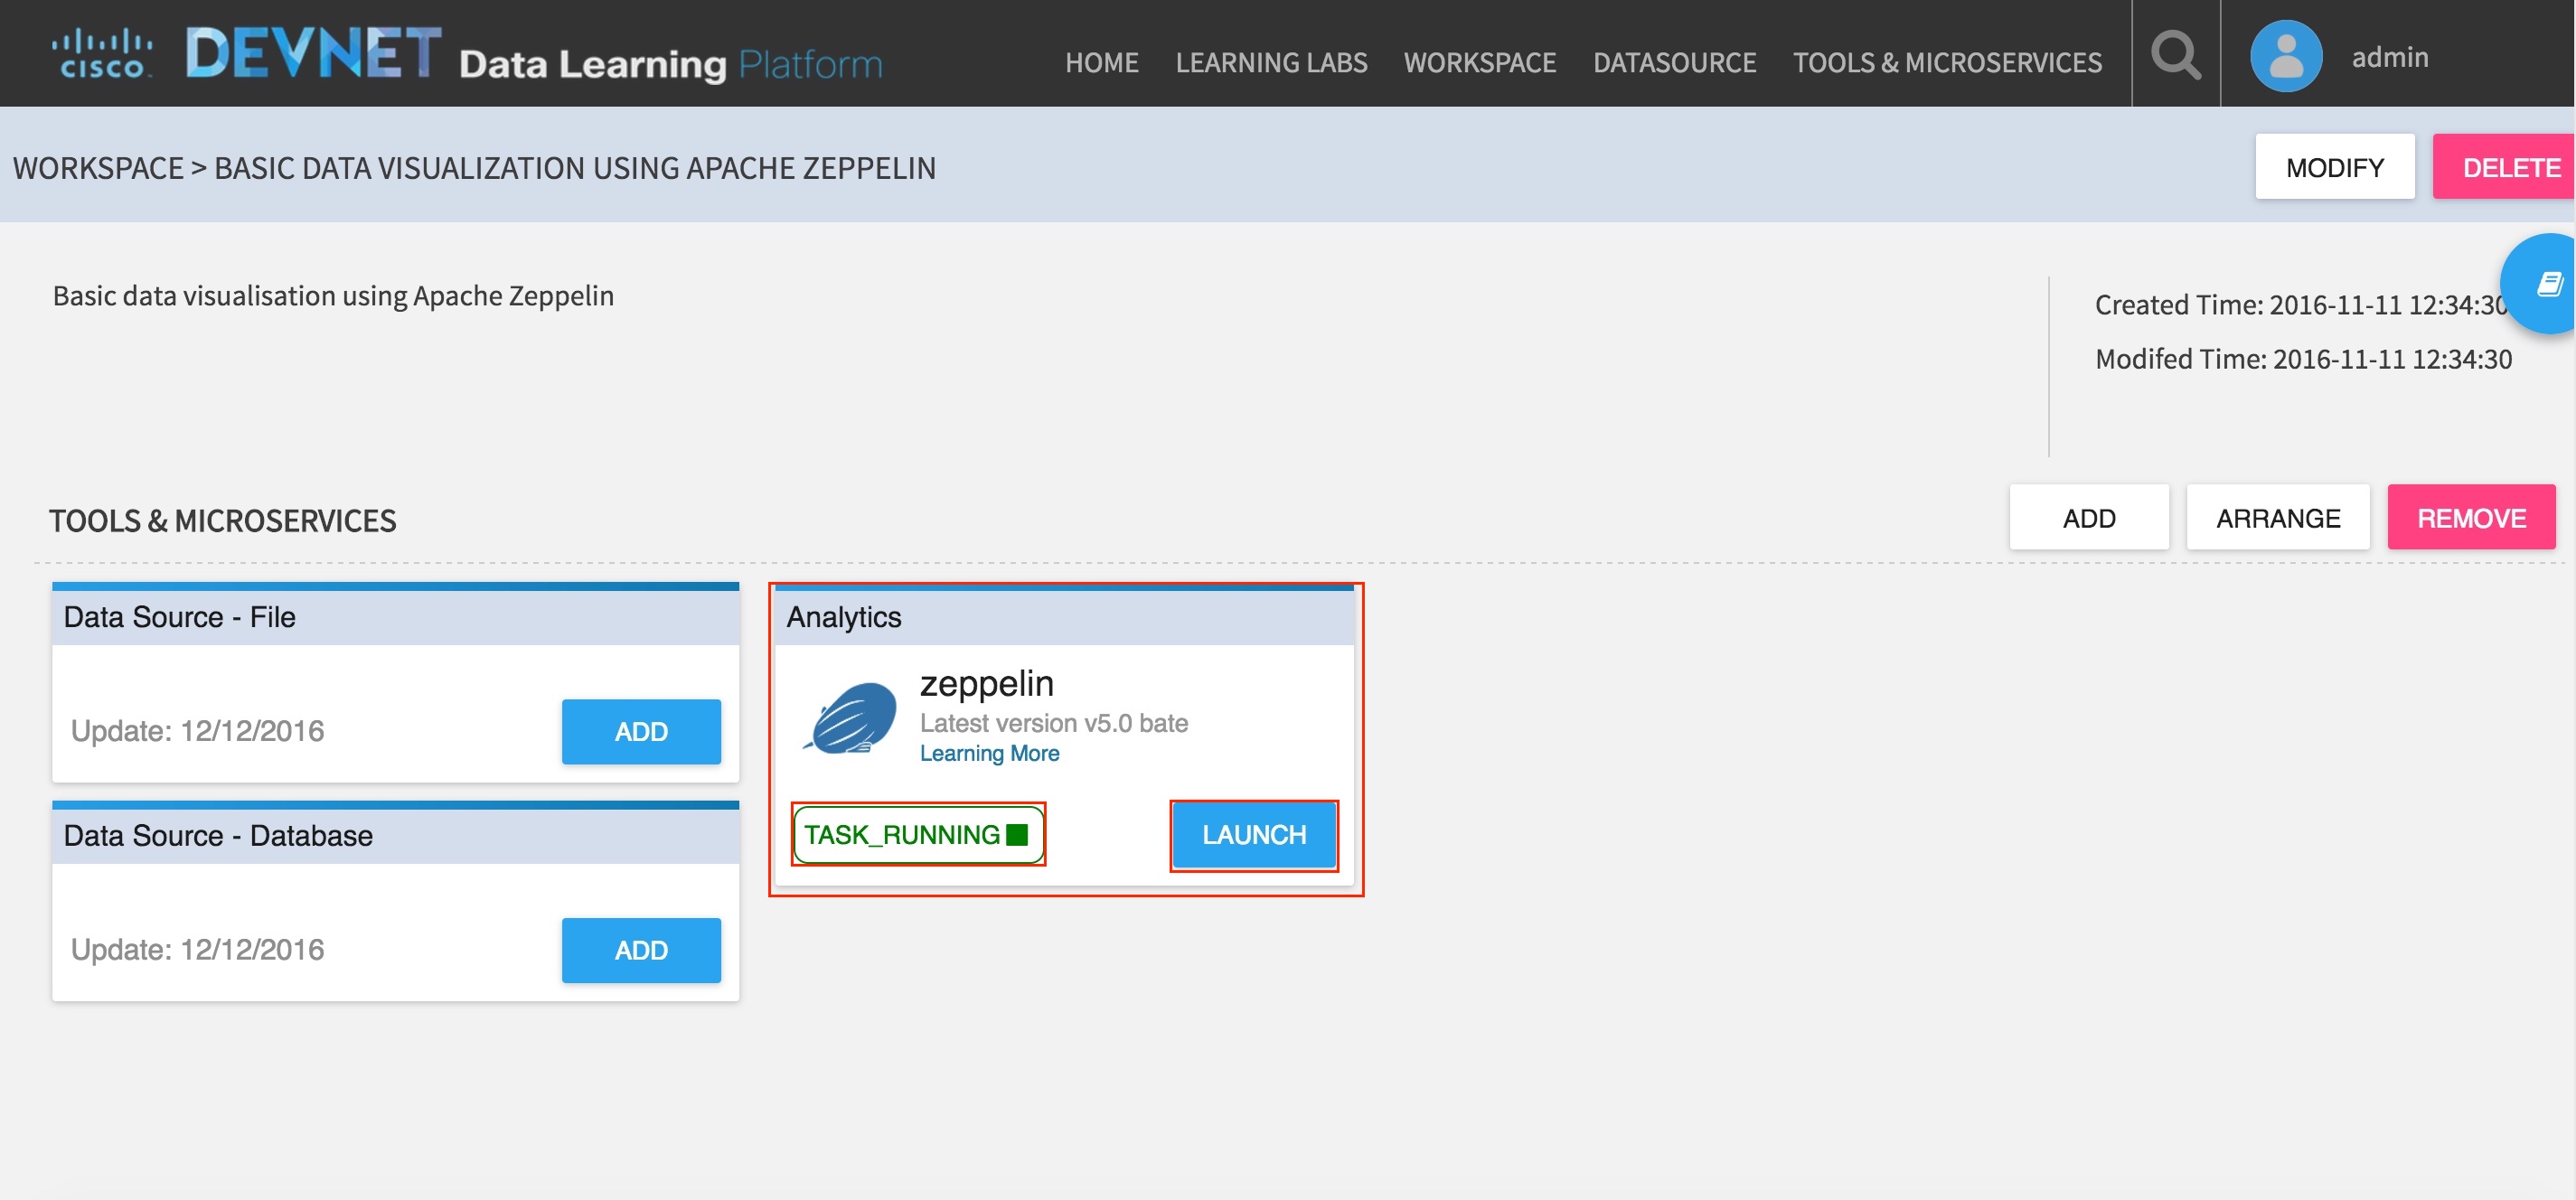 CISCO. DEVNET Data Learning Platform HOME LEARNING LABS WORKSPACE DATASOURCE TOOLS & MICROSERVICES admin
WORKSPACE > BASIC DATA VISUALIZATION USING APACHE ZEPPELIN MODIFY DELETE
Basic data visualisation using Apache Zeppelin
Created Time: 2016-11-11 12:34:30
Modifed Time: 2016-11-11 12:34:30
TOOLS & MICROSERVICES ADD ARRANGE REMOVE
Data Source - File
Update: 12/12/2016 ADD
Data Source - Database
Update: 12/12/2016 ADD
Analytics
zeppelin
Latest version v5.0 bate
Learning More
TASK_RUNNING LAUNCH